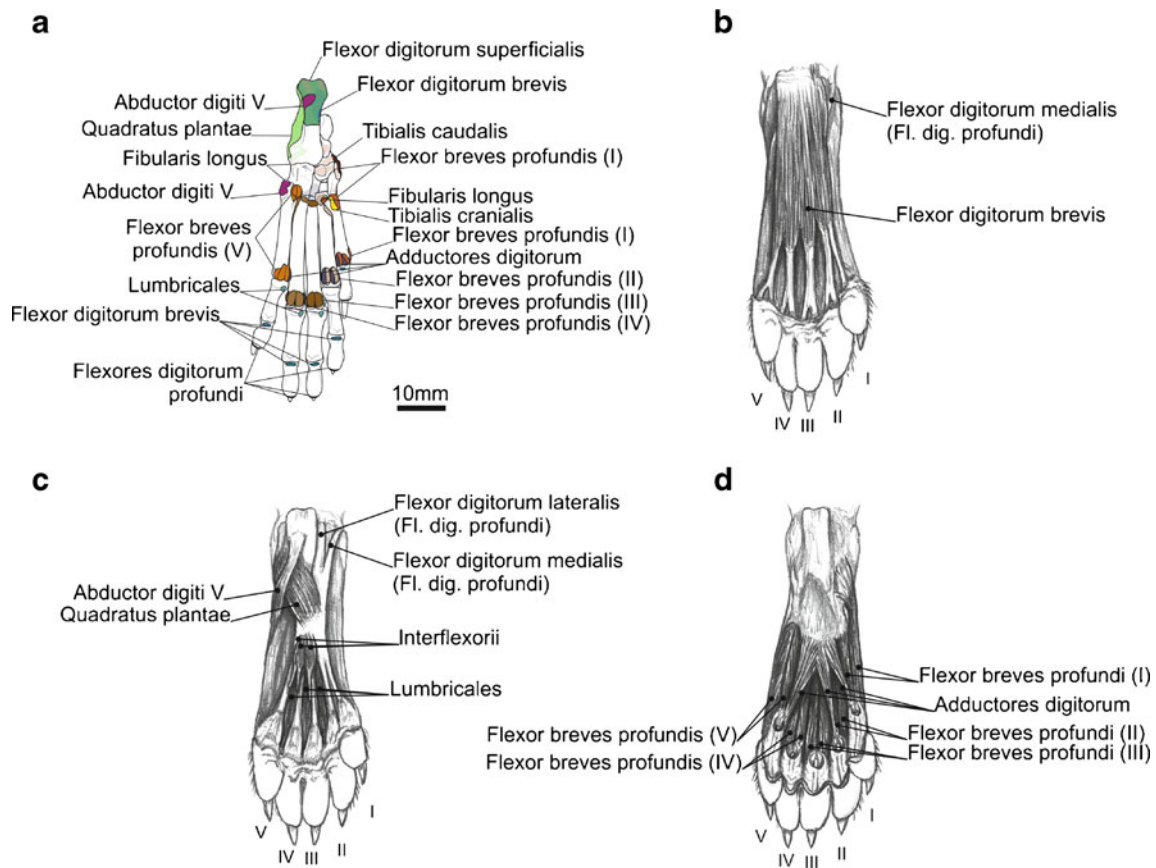 a
Flexor digitorum superficialis
Flexor digitorum brevis
Abductor digiti V
Quadratus plantae
Tibialis caudalis
Fibularis longus
Flexor breves profundis (I)
Abductor digiti V
Fibularis longus
Tibialis cranialis
Flexor breves
profundis (V)
Flexor breves profundis (I)
Adductores digitorum
Lumbricales
Flexor breves profundis (II)
Flexor breves profundis (III)
Flexor digitorum brevis
Flexor breves profundis (IV)
Flexores digitorum
profundi
10mm
b
Flexor digitorum medialis
(Fl. dig. profundi)
Flexor digitorum brevis
I
V
IV
III
II
c
Flexor digitorum lateralis
(Fl. dig. profundi)
Flexor digitorum medialis
(Fl. dig. profundi)
Abductor digiti V
Quadratus plantae
Interflexorii
Lumbricales
I
V
IV
III
II
d
Flexor breves profundi (I)
Adductores digitorum
Flexor breves profundis (V)
Flexor breves profundi (II)
Flexor breves profundi (III)
Flexor breves profundis (IV)
I
V
IV
III
II